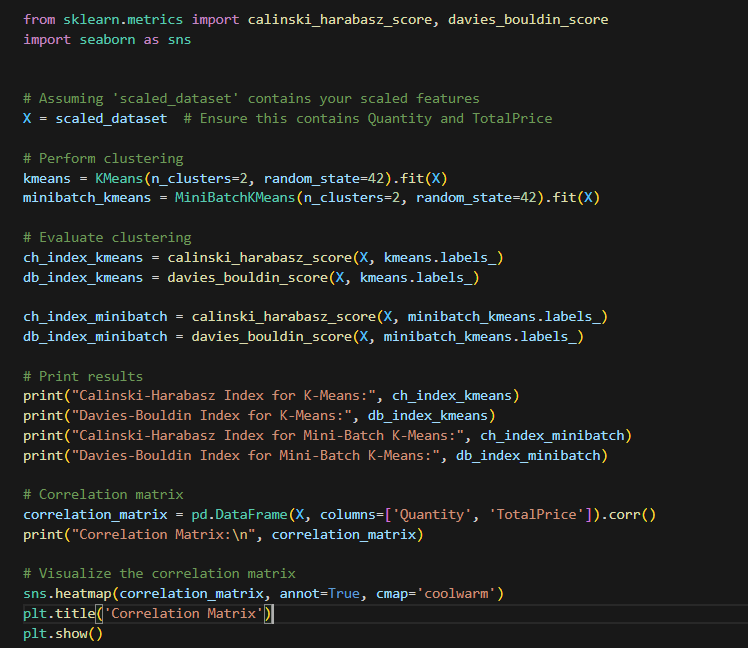 from sklearn.metrics import calinski_harabasz_score, davies_bouldin_score
import seaborn as sns
# Assuming 'scaled_dataset' contains your scaled features
X = scaled_dataset  # Ensure this contains Quantity and TotalPrice
# Perform clustering
kmeans = KMeans(n_clusters=2, random_state=42).fit(X)
minibatch_kmeans = MiniBatchKMeans(n_clusters=2, random_state=42).fit(X)
# Evaluate clustering
ch_index_kmeans = calinski_harabasz_score(X, kmeans.labels_)
db_index_kmeans = davies_bouldin_score(X, kmeans.labels_)
ch_index_minibatch = calinski_harabasz_score(X, minibatch_kmeans.labels_)
db_index_minibatch = davies_bouldin_score(X, minibatch_kmeans.labels_)
# Print results
print("Calinski-Harabasz Index for K-Means:", ch_index_kmeans)
print("Davies-Bouldin Index for K-Means:", db_index_kmeans)
print("Calinski-Harabasz Index for Mini-Batch K-Means:", ch_index_minibatch)
print("Davies-Bouldin Index for Mini-Batch K-Means:", db_index_minibatch)
# Correlation matrix
correlation_matrix = pd.DataFrame(X, columns=['Quantity', 'TotalPrice']).corr()
print("Correlation Matrix:\n", correlation_matrix)
# Visualize the correlation matrix
sns.heatmap(correlation_matrix, annot=True, cmap='coolwarm')
plt.title('Correlation Matrix')
plt.show()